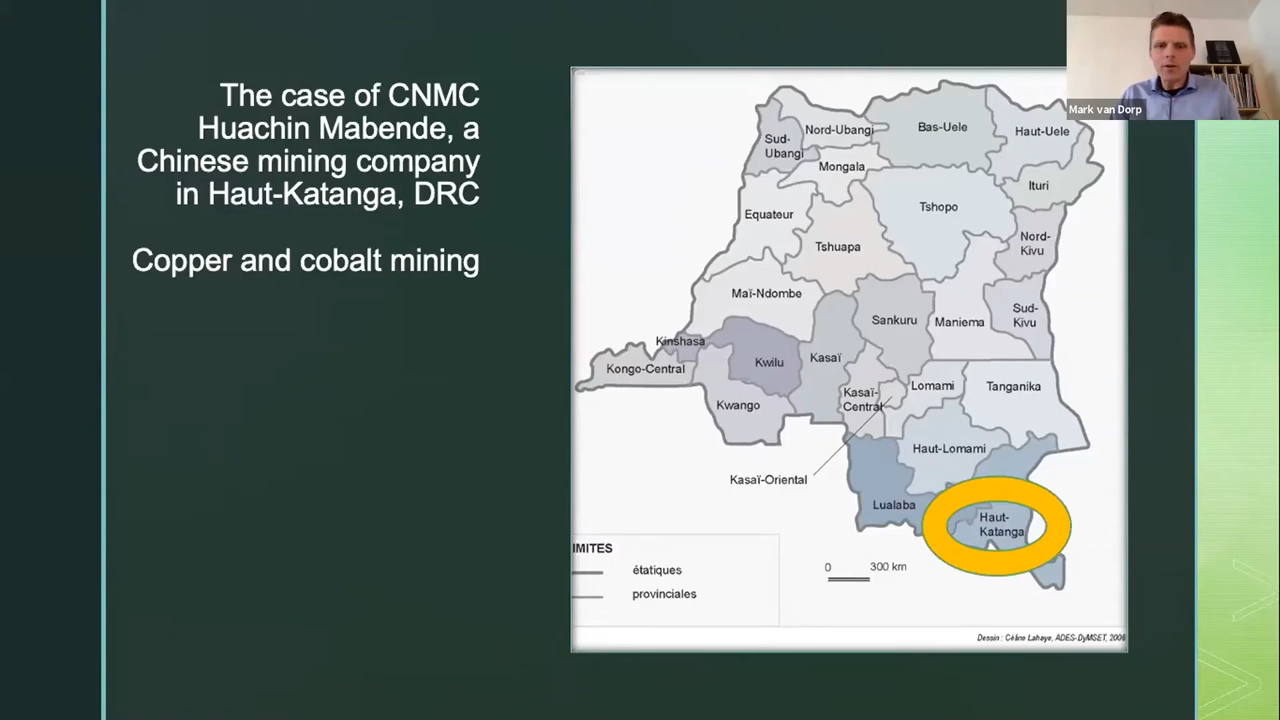 The case of CNMC
Huachin Mabende, a
Chinese mining company
in Haut-Katanga, DRC
Copper and cobalt mining
Mark van Dorp
Sud-
Ubangi
Nord-Ubangi
Bas-Uele
Haut-Uele
Mongala
Ituri
Equateur
Tshopo
Tshuapa
Nord-
Kivu
Maï-Ndombe
Sankuru
Maniema
Sud-
Kivu
Kinshasa
Kongo-Central
Kwilu
Kasaï
Kwango
Kasaï-
Central
Lomami
Tanganika
Haut-Lomami
Kasaï-Oriental
Lualaba
Haut-
Katanga
IMITES
étatiques
provinciales
0 300 km
Dessin : Céline Lahaye, ADES-DyMSET, 2006